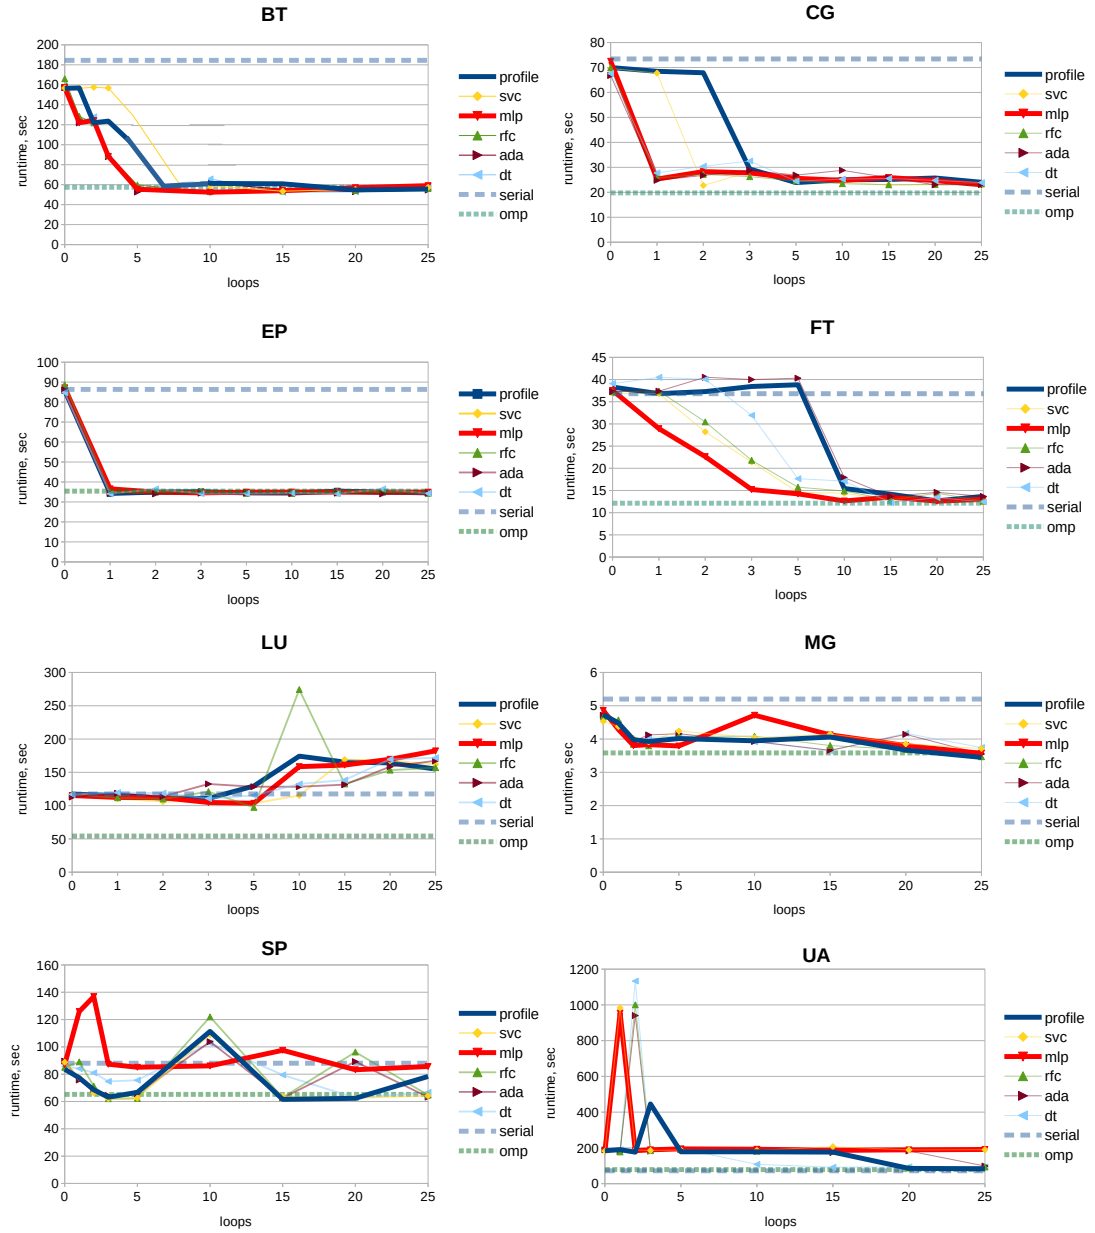 BT
200
180
160
140
120
100
80
60
40
20
0
0 5 10 15 20 25
runtime, sec
loops
profile
svc
mlp
rfc
ada
dt
serial
omp
CG
80
70
60
50
40
30
20
10
0
0 1 2 3 5 10 15 20 25
runtime, sec
loops
profile
svc
mlp
rfc
ada
dt
serial
omp
EP
100
90
80
70
60
50
40
30
20
10
0
0 1 2 3 5 10 15 20 25
runtime, sec
loops
profile
svc
mlp
rfc
ada
dt
serial
omp
FT
45
40
35
30
25
20
15
10
5
0
0 1 2 3 5 10 15 20 25
runtime, sec
loops
profile
svc
mlp
rfc
ada
dt
serial
omp
LU
300
250
200
150
100
50
0
0 1 2 3 5 10 15 20 25
runtime, sec
loops
profile
svc
mlp
rfc
ada
dt
serial
omp
MG
6
5
4
3
2
1
0
0 5 10 15 20 25
runtime, sec
loops
profile
svc
mlp
rfc
ada
dt
serial
omp
SP
160
140
120
100
80
60
40
20
0
0 5 10 15 20 25
runtime, sec
loops
profile
svc
mlp
rfc
ada
dt
serial
omp
UA
1200
1000
800
600
400
200
0
0 5 10 15 20 25
runtime, sec
loops
profile
svc
mlp
rfc
ada
dt
serial
omp